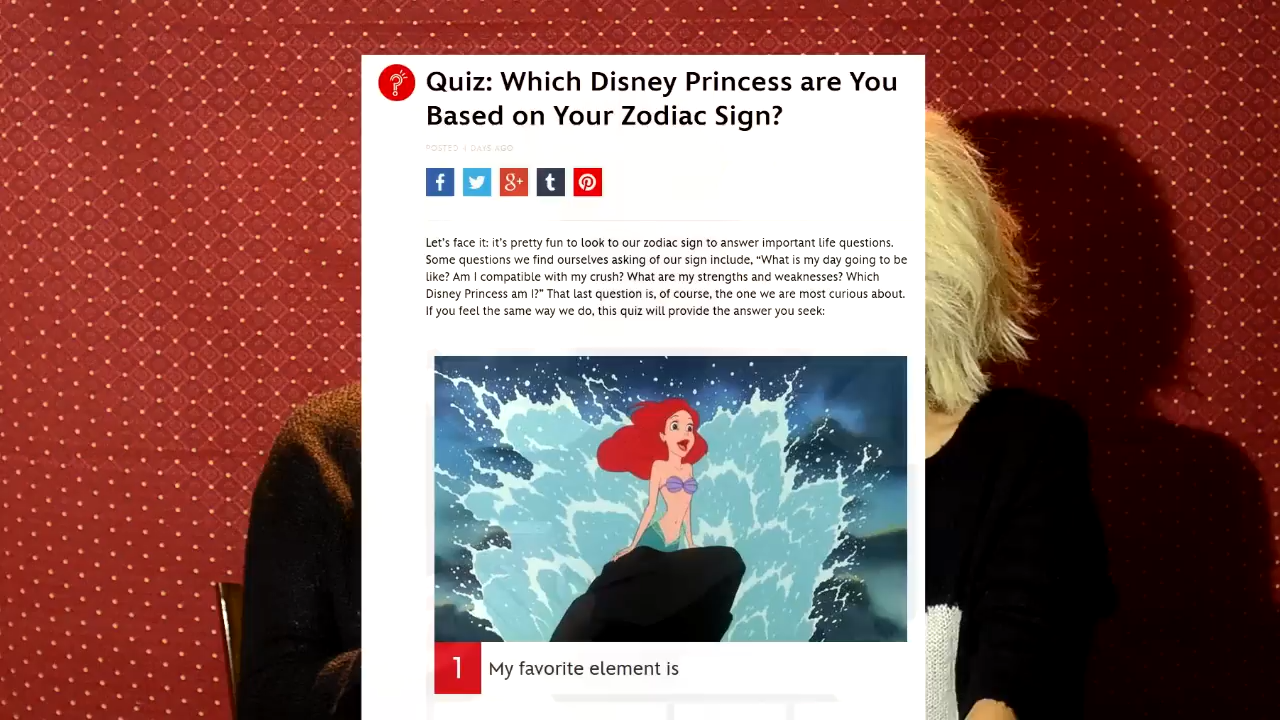 Quiz: Which Disney Princess are You
Based on Your Zodiac Sign?
POSTED 4 DAYS AGO
f
g+
t
Let's face it: it's pretty fun to look to our zodiac sign to answer important life questions.
Some questions we find ourselves asking of our sign include, “What is my day going to be
like? Am I compatible with my crush? What are my strengths and weaknesses? Which
Disney Princess am I?” That last question is, of course, the one we are most curious about.
If you feel the same way we do, this quiz will provide the answer you seek:
1 My favorite element is